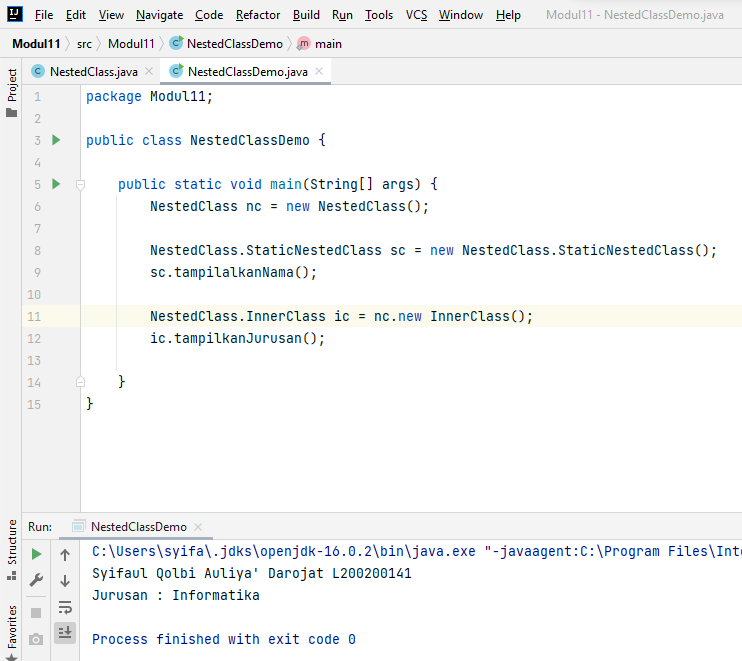 File Edit View Navigate Code Refactor Build Run Tools VCS Window Help Modul11 - NestedClassDemo.java
Modul11 src Modul11 NestedClassDemo main
NestedClass.java NestedClassDemo.java
Project
1 package Modul11;
2
3 public class NestedClassDemo {
4
5 public static void main(String[] args) {
6 NestedClass nc = new NestedClass();
7
8 NestedClass.StaticNestedClass sc = new NestedClass.StaticNestedClass();
9 sc.tampilalkanNama();
10
11 NestedClass.InnerClass ic = nc.new InnerClass();
12 ic.tampilkanJurusan();
13
14 }
15 }
Structure
Favorites
Run: NestedClassDemo
C:\Users\syifa\.jdks\openjdk-16.0.2\bin\java.exe "-javaagent:C:\Program Files\Inte
Syifaul Qolbi Auliya' Darojat L200200141
Jurusan : Informatika
Process finished with exit code 0